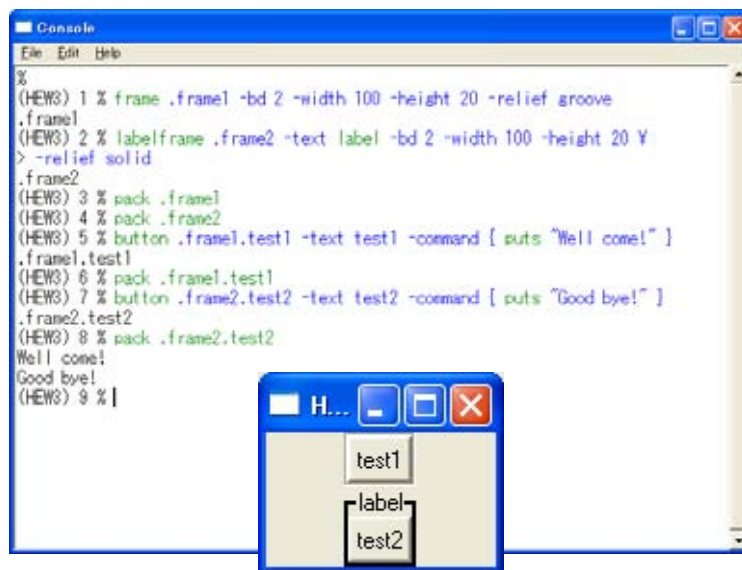 Console
File Edit Help
%
(HEW3) 1 % frame .frame1 -bd 2 -width 100 -height 20 -relief groove
.frame1
(HEW3) 2 % labelframe .frame2 -text label -bd 2 -width 100 -height 20 ¥
> -relief solid
.frame2
(HEW3) 3 % pack .frame1
(HEW3) 4 % pack .frame2
(HEW3) 5 % button .frame1.test1 -text test1 -command { puts "Well come!" }
.frame1.test1
(HEW3) 6 % pack .frame1.test1
(HEW3) 7 % button .frame2.test2 -text test2 -command { puts "Good bye!" }
.frame2.test2
(HEW3) 8 % pack .frame2.test2
Well come!
Good bye!
(HEW3) 9 %
H...
test1
label
test2